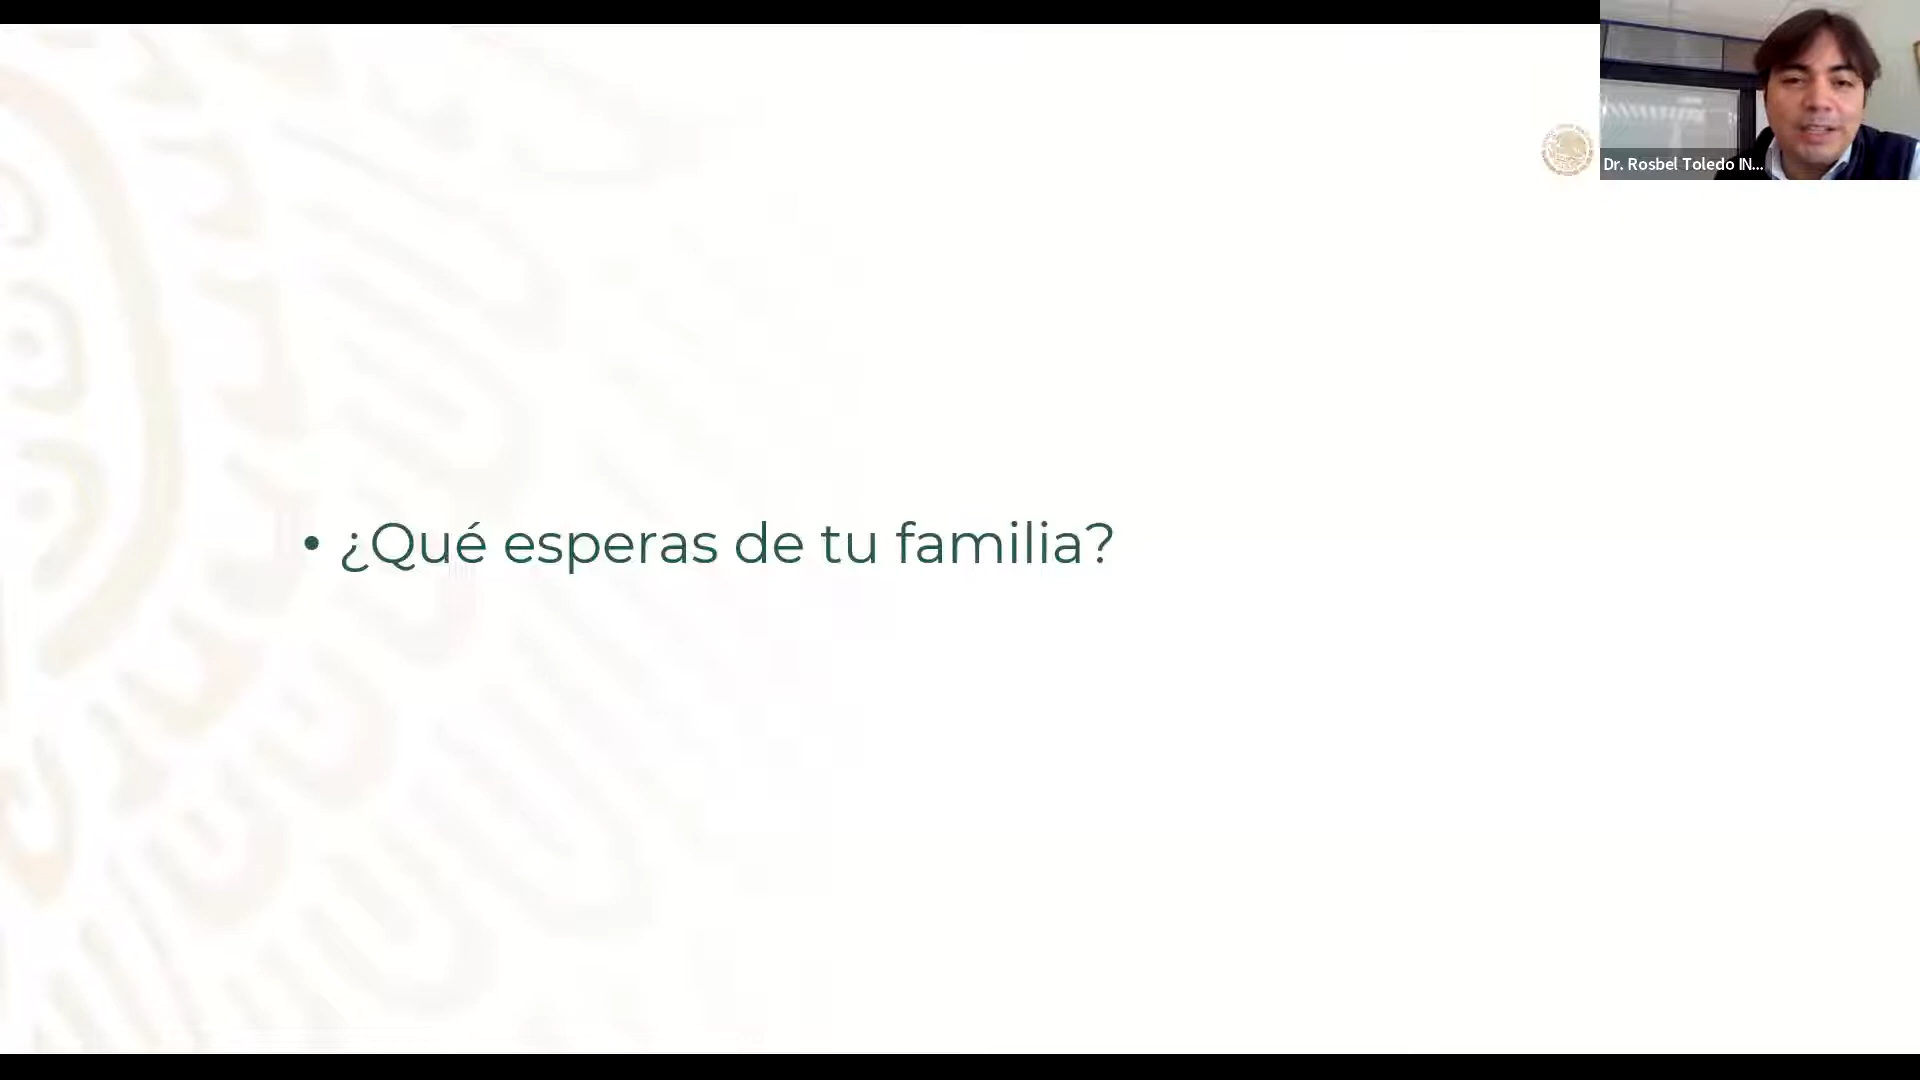 Dr. Rosbel Toledo IN...
• ¿Qué esperas de tu familia?